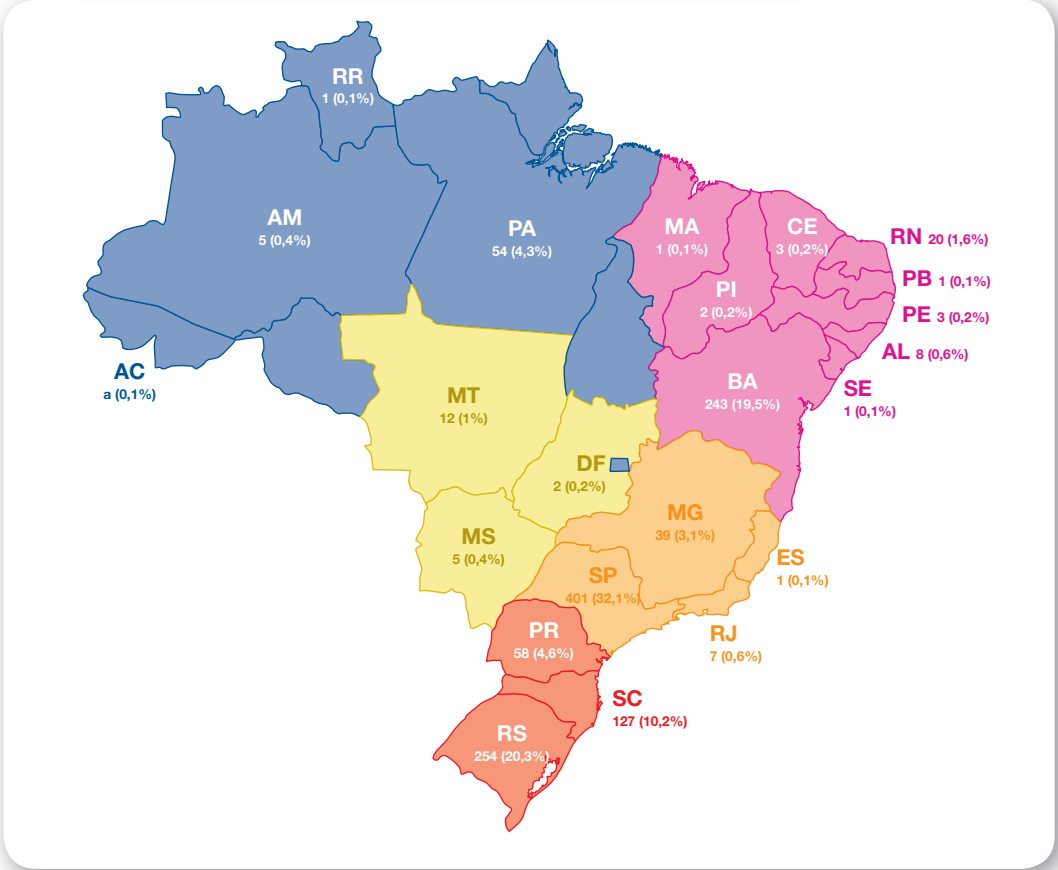 RR
1 (0,1%)
AM
5 (0,4%)
PA
54 (4,3%)
MA
1 (0,1%)
CE
3 (0,2%)
RN 20 (1,6%)
PB 1 (0,1%)
PI
2 (0,2%)
PE 3 (0,2%)
AL 8 (0,6%)
AC
a (0,1%)
SE
1 (0,1%)
BA
243 (19,5%)
MT
12 (1%)
DF
2 (0,2%)
MG
39 (3,1%)
MS
5 (0,4%)
ES
1 (0,1%)
SP
401 (32,1%)
RJ
7 (0,6%)
PR
58 (4,6%)
SC
127 (10,2%)
RS
254 (20,3%)